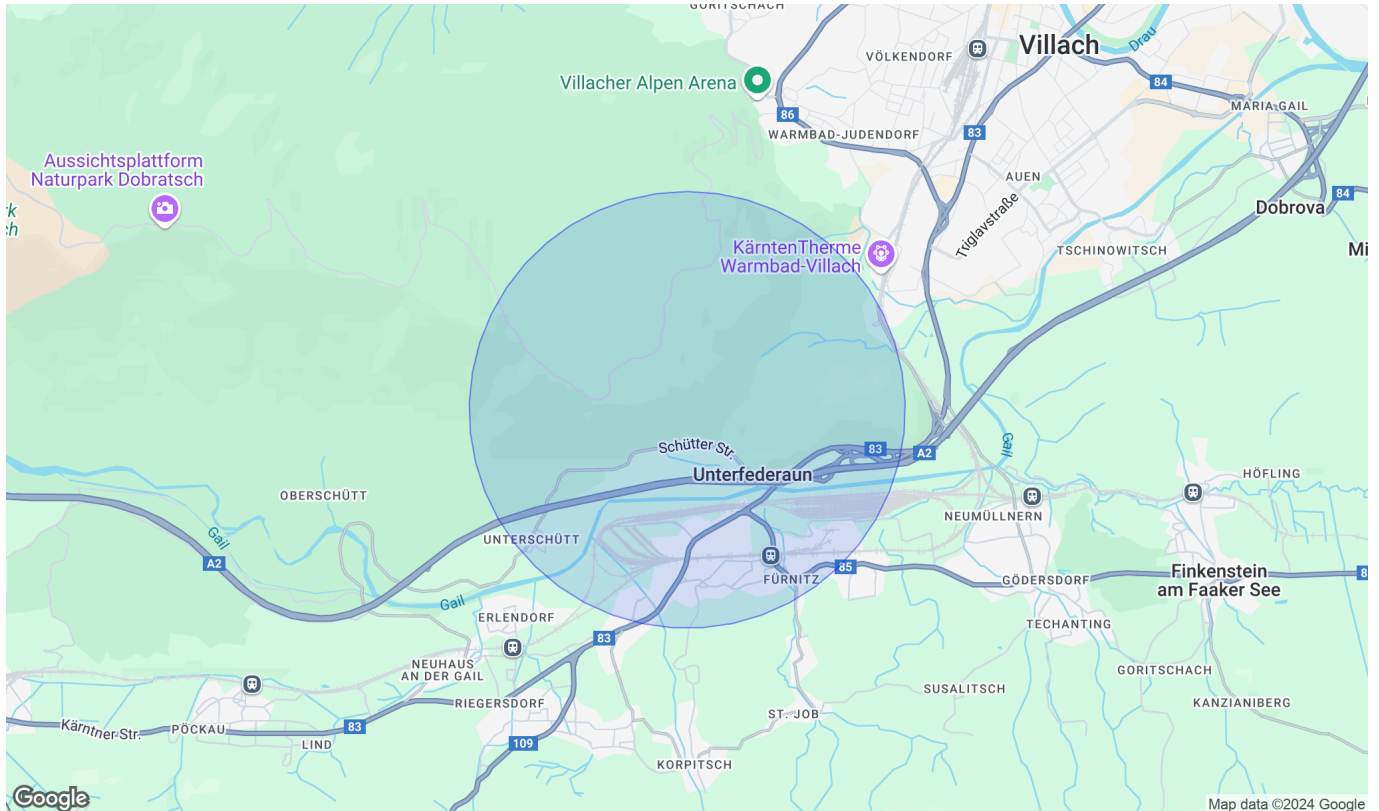 GORITSCHACH
Villach
Drau
VÖLKENDORF
Villacher Alpen Arena
84
MARIA GAIL
86
WARMBAD-JUDENDORF
83
Aussichtsplattform
Naturpark Dobratsch
AUEN
84
Dobrova
k
ch
Triglavstraße
KärntenTherme
Warmbad-Villach
TSCHINOWITSCH
Mi
Schütter Str.
83
A2
Gail
Unterfederaun
HÖFLING
OBERSCHÜTT
NEUMÜLLNERN
Gail
UNTERSCHÜTT
A2
FÜRNITZ
85
GÖDERSDORF
Finkenstein
am Faaker See
8
Gail
ERLENDORF
TECHANTING
83
NEUHAUS
AN DER GAIL
GORITSCHACH
SUSALITSCH
RIEGERSDORF
KANZIANIBERG
ST. JOB
Kärntner Str.
PÖCKAU
83
LIND
109
KORPITSCH
Google
Map data ©2024 Google